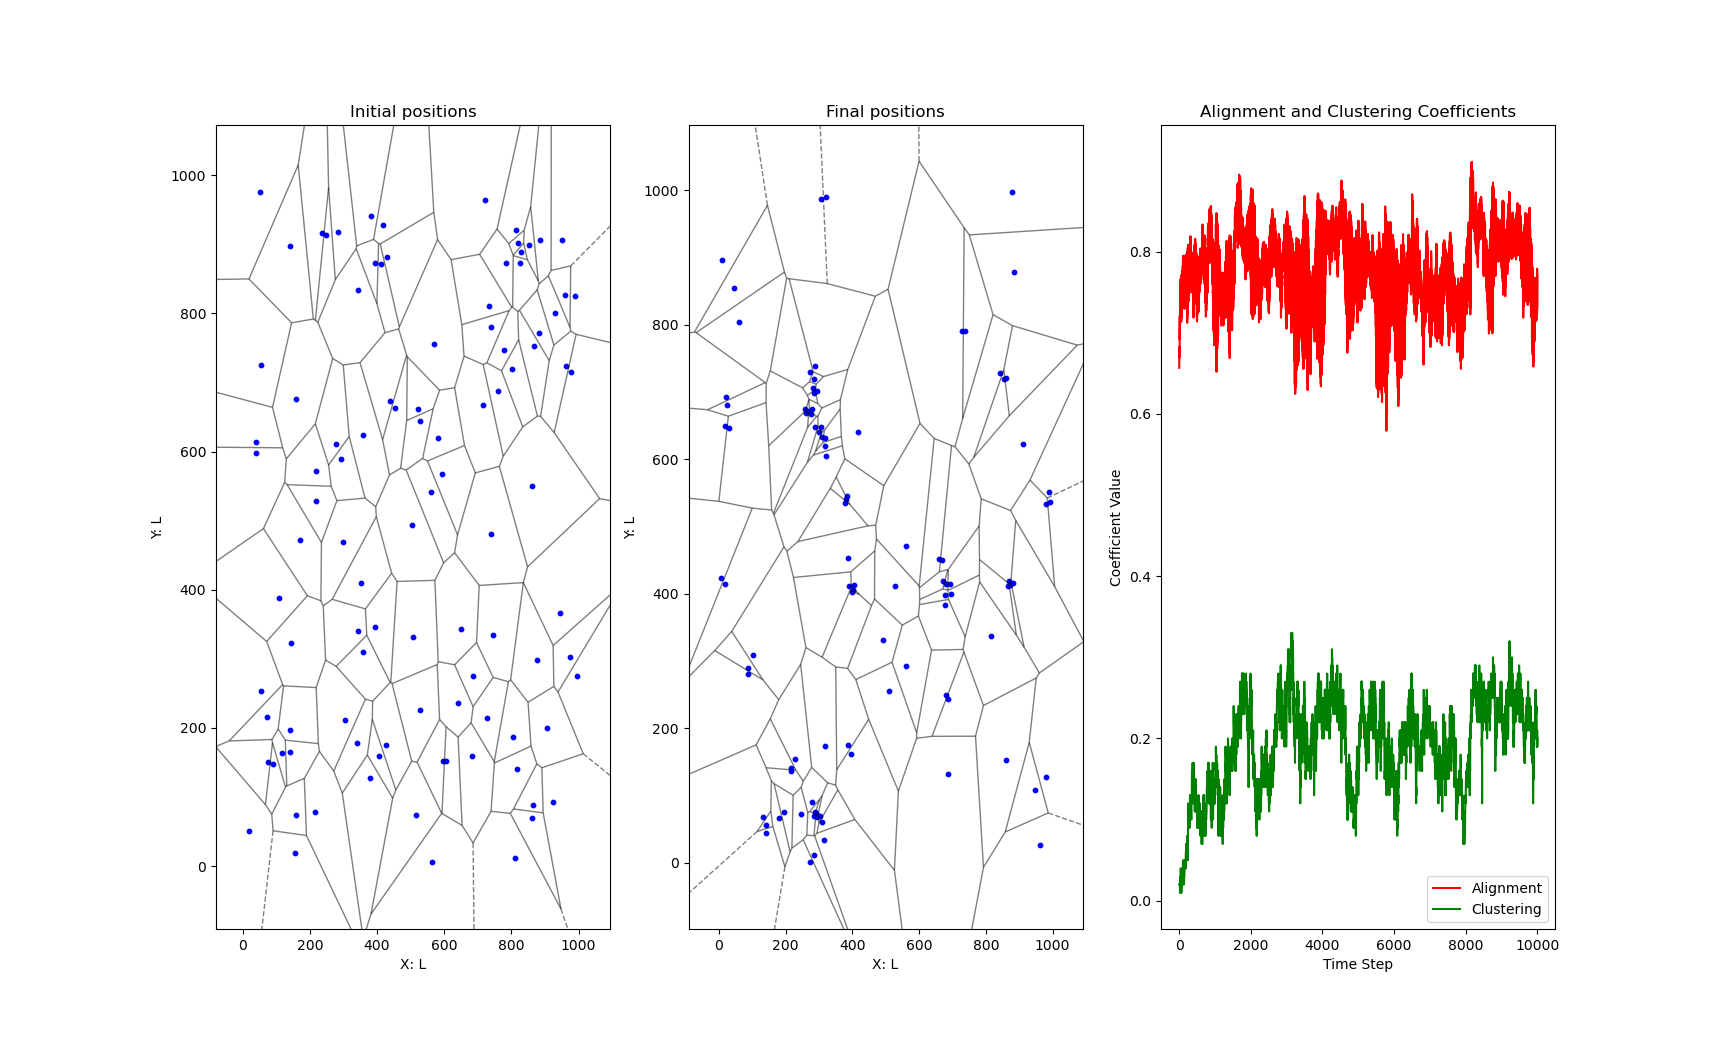 Initial positions
1000
800
600
400
200
0
Y: L
0 200 400 600 800 1000
X: L
Final positions
1000
800
600
400
200
0
Y: L
0 200 400 600 800 1000
X: L
Alignment and Clustering Coefficients
0.8
0.6
0.4
0.2
0.0
Coefficient Value
Alignment
Clustering
0 2000 4000 6000 8000 10000
Time Step